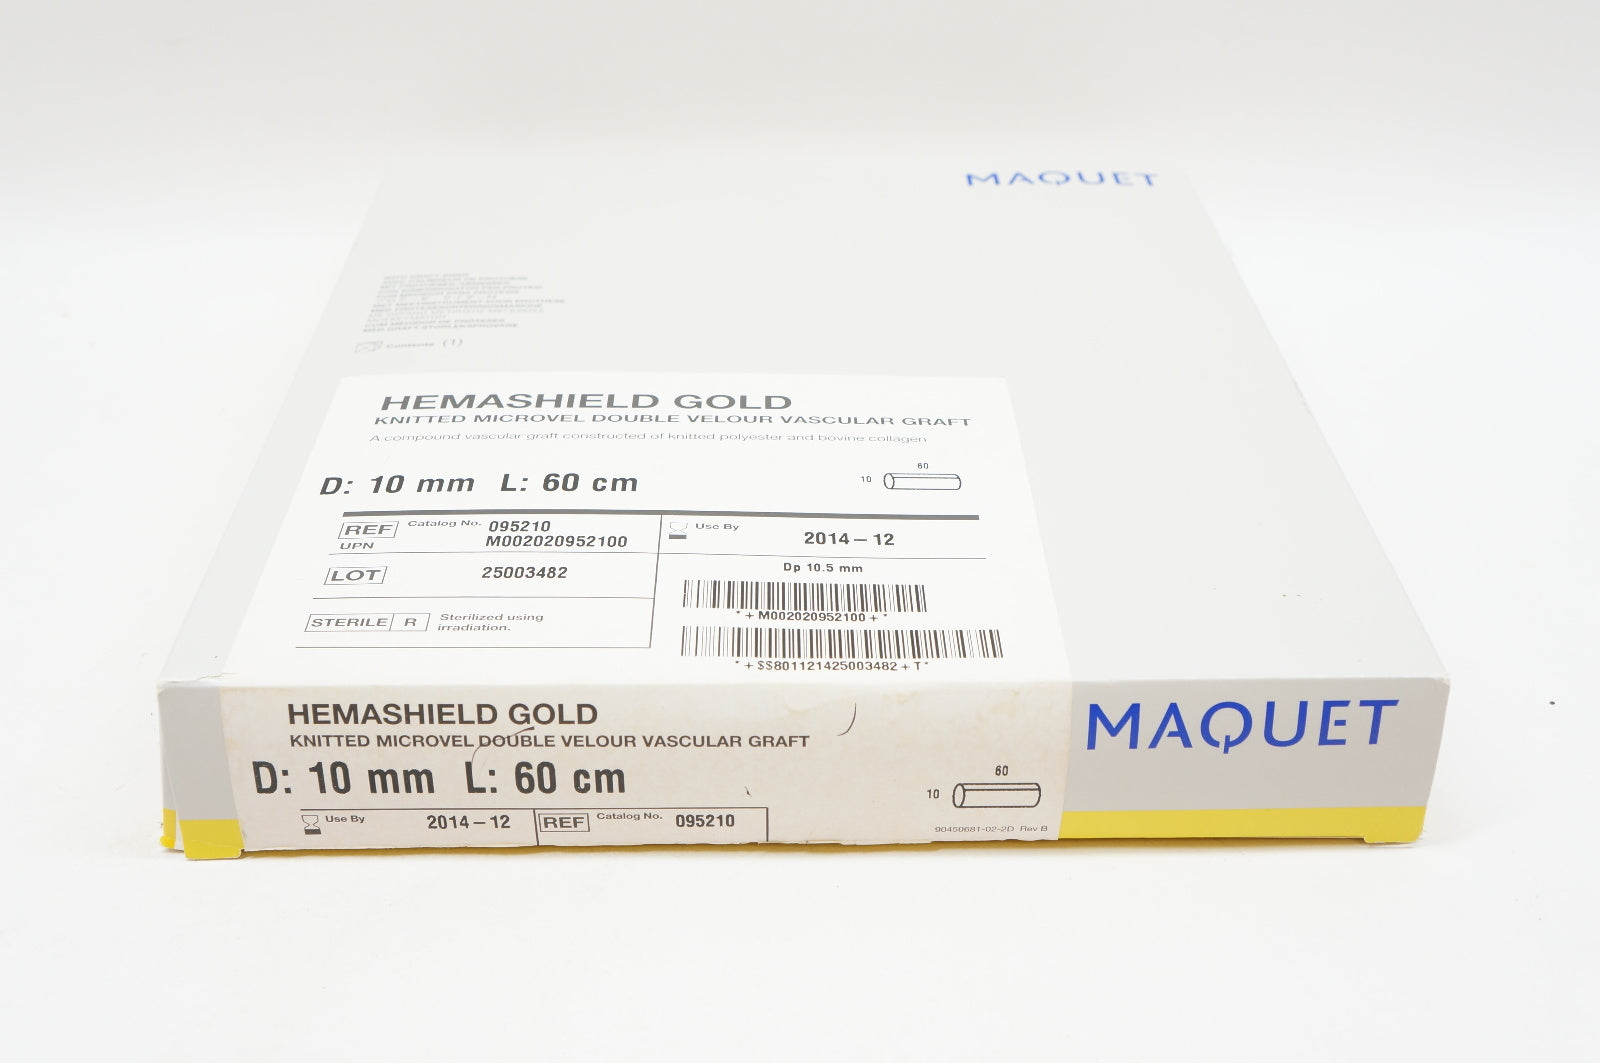 MAQUET
Contents (1)
HEMASHIELD GOLD
KNITTED MICROVEL DOUBLE VELOUR VASCULAR GRAFT
A compound vascular graft constructed of knitted polyester and bovine collagen
D: 10 mm L: 60 cm
60
10
REF Catalog No. 095210
UPN M002020952100
Use By 2014-12
LOT 25003482
Dp 10.5 mm
*+M002020952100+*
STERILE R Sterilized using
irradiation.
*+$$801121425003482+T*
HEMASHIELD GOLD
KNITTED MICROVEL DOUBLE VELOUR VASCULAR GRAFT
MAQUET
D: 10 mm L: 60 cm
60
10
Use By 2014-12 REF Catalog No. 095210
90450681-02-2D Rev B